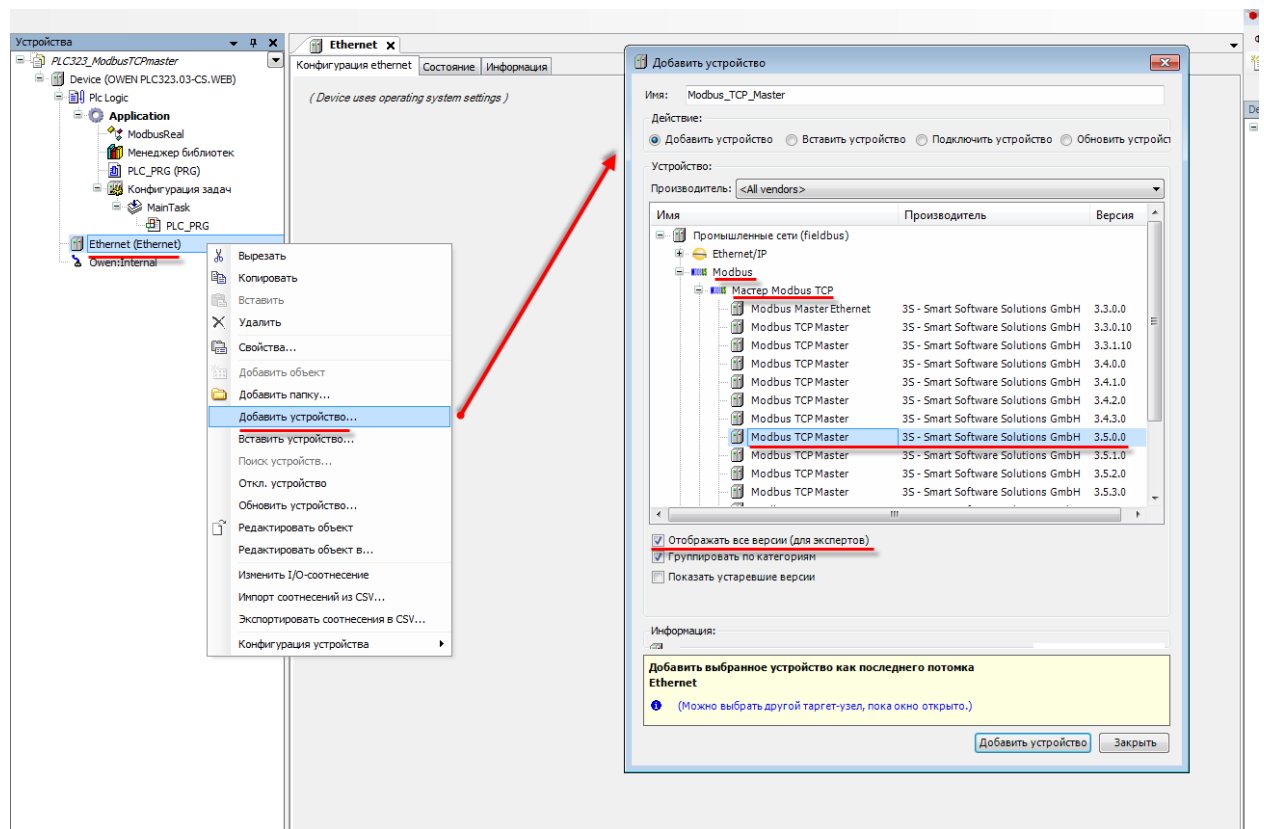 Устройства
PLC323_ModbusTCPmaster
Device (OWEN PLC323.03-CS.WEB)
Plc Logic
Application
ModbusReal
Менеджер библиотек
PLC_PRG (PRG)
Конфигурация задач
MainTask
PLC_PRG
Ethernet (Ethernet)
Owen:Internal
Вырезать
Копировать
Вставить
Удалить
Свойства...
Добавить объект
Добавить папку...
Добавить устройство...
Вставить устройство...
Поиск устройств...
Откл. устройство
Обновить устройство...
Редактировать объект
Редактировать объект в...
Изменить I/O-соотнесение
Импорт соотнесений из CSV...
Экспортировать соотнесения в CSV...
Конфигурация устройства
Ethernet
Конфигурация ethernet Состояние Информация
( Device uses operating system settings )
Добавить устройство
Имя: Modbus_TCP_Master
Действие:
Добавить устройство Вставить устройство Подключить устройство Обновить устройст
Устройство:
Производитель: <All vendors>
Имя Производитель Версия
Промышленные сети (fieldbus)
Ethernet/IP
Modbus
Мастер Modbus TCP
Modbus Master Ethernet 3S - Smart Software Solutions GmbH 3.3.0.0
Modbus TCP Master 3S - Smart Software Solutions GmbH 3.3.0.10
Modbus TCP Master 3S - Smart Software Solutions GmbH 3.3.1.10
Modbus TCP Master 3S - Smart Software Solutions GmbH 3.4.0.0
Modbus TCP Master 3S - Smart Software Solutions GmbH 3.4.1.0
Modbus TCP Master 3S - Smart Software Solutions GmbH 3.4.2.0
Modbus TCP Master 3S - Smart Software Solutions GmbH 3.4.3.0
Modbus TCP Master 3S - Smart Software Solutions GmbH 3.5.0.0
Modbus TCP Master 3S - Smart Software Solutions GmbH 3.5.1.0
Modbus TCP Master 3S - Smart Software Solutions GmbH 3.5.2.0
Modbus TCP Master 3S - Smart Software Solutions GmbH 3.5.3.0
Отображать все версии (для экспертов)
Группировать по категориям
Показать устаревшие версии
Информация:
Добавить выбранное устройство как последнего потомка
Ethernet
(Можно выбрать другой таргет-узел, пока окно открыто.)
Добавить устройство Закрыть
De